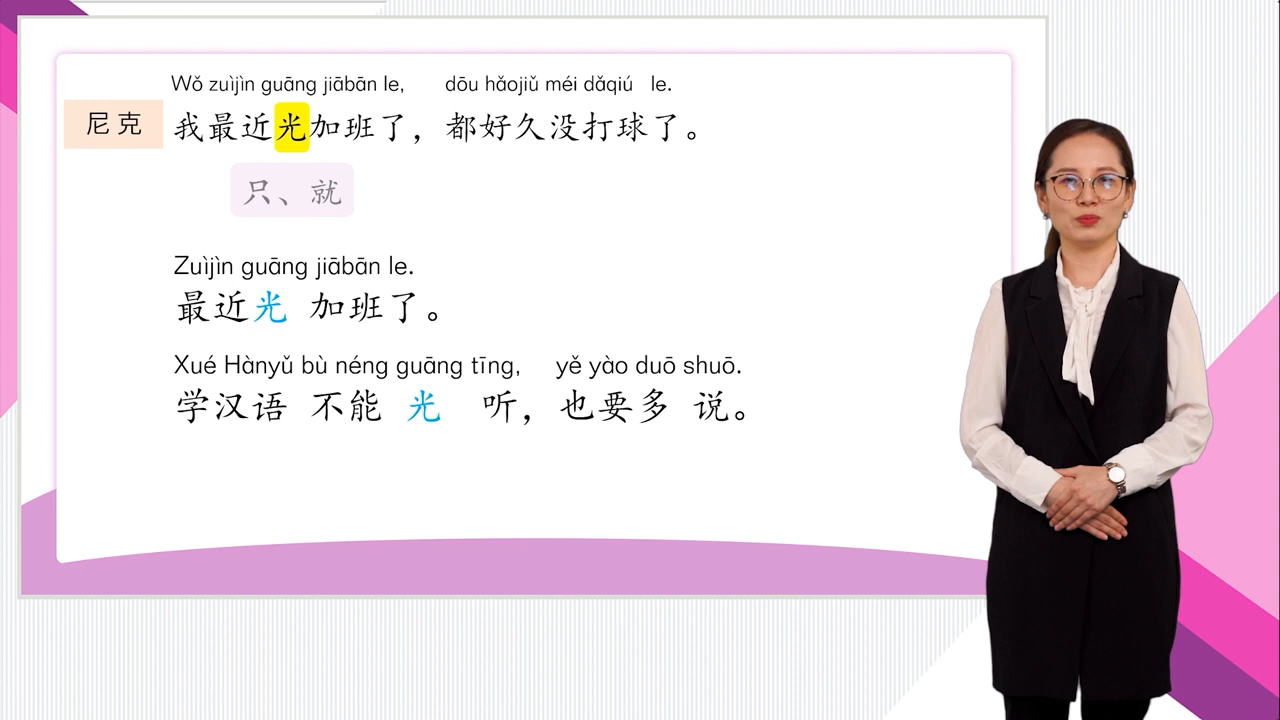 Wǒ zuìjìn guāng jiābān le, dōu hǎojiǔ méi dǎqiú le.
尼克 我最近光加班了，都好久没打球了。
只、就
Zuìjìn guāng jiābān le.
最近光 加班了。
Xué Hànyǔ bù néng guāng tīng, yě yào duō shuō.
学汉语 不能 光 听，也要多 说。